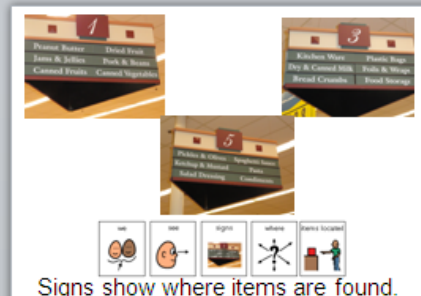 1
Peanut Butter Dried Fruit
Jams & Jellies Pork & Beans
Canned Fruits Canned Vegetables
3
Kitchen Ware Plastic Bags
Dry & Canned Milk Foils & Wraps
Bread Crumbs Food Storage
5
Pickles & Olives Spaghetti Sauce
Ketchup & Mustard Pasta
Salad Dressing Condiments
we see signs where items located
Signs show where items are found.